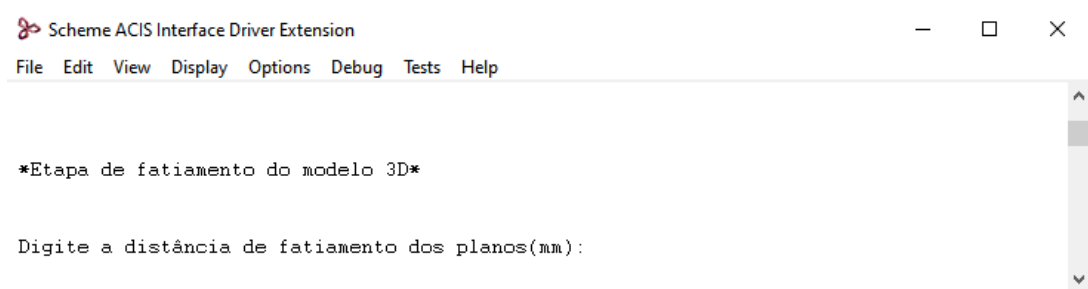 Scheme ACIS Interface Driver Extension
File Edit View Display Options Debug Tests Help
*Etapa de fatiamento do modelo 3D*
Digite a distância de fatiamento dos planos(mm):